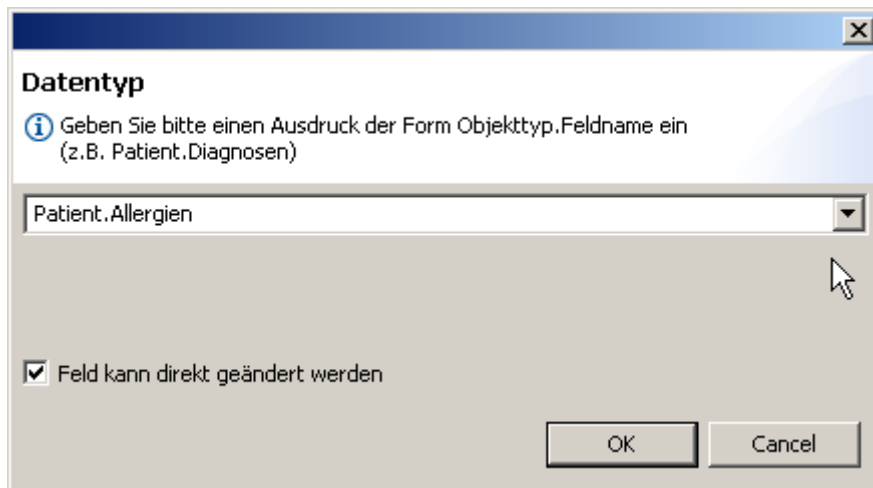 Datentyp
Geben Sie bitte einen Ausdruck der Form Objekttyp.Feldname ein
(z.B. Patient.Diagnosen)
Patient.Allergien
Feld kann direkt geändert werden
OK
Cancel